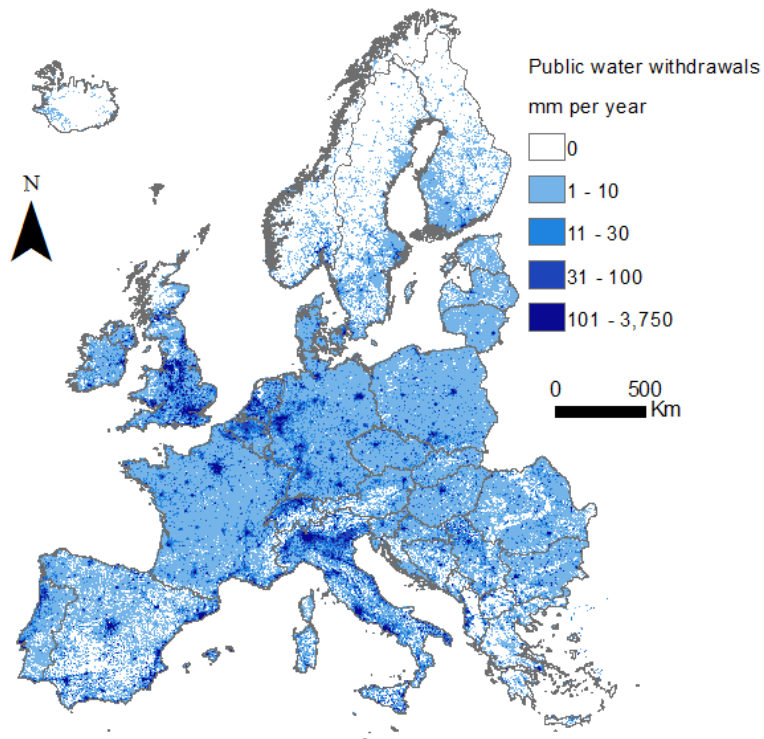 Public water withdrawals
mm per year
0
1 - 10
N
11 - 30
31 - 100
101 - 3,750
0 500
Km